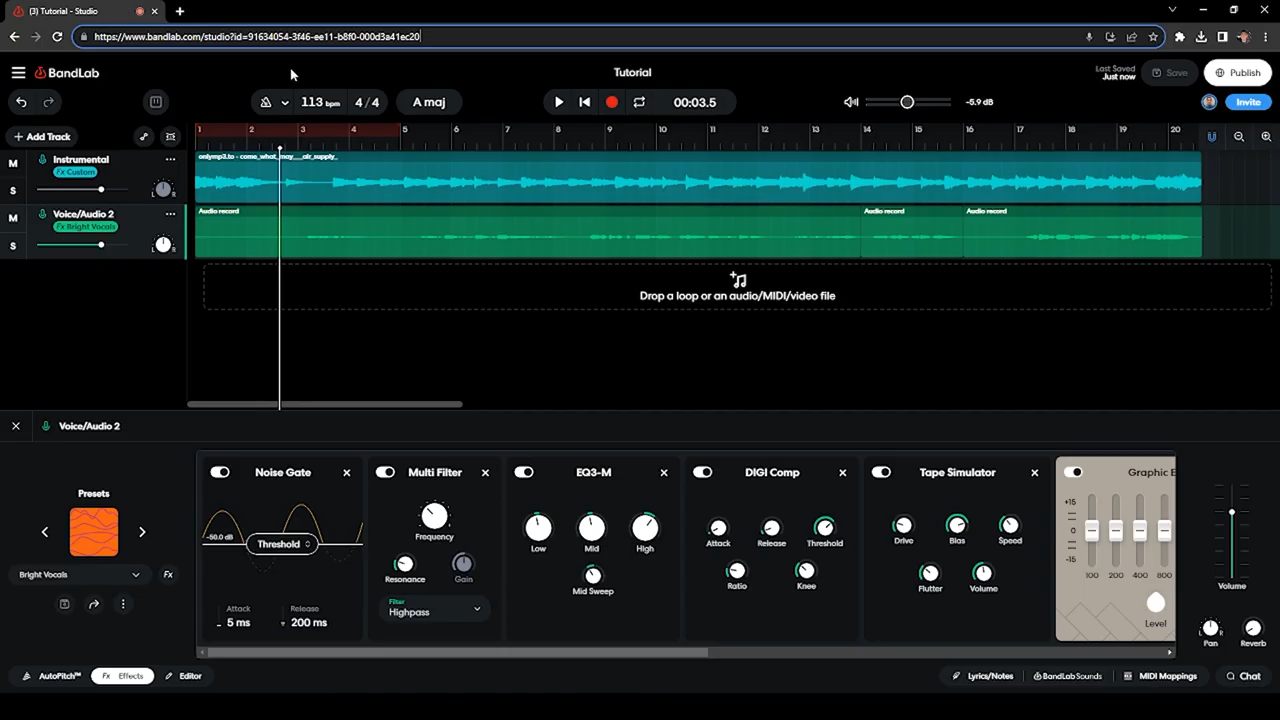 (3) Tutorial - Studio
https://www.bandlab.com/studio?id=91634054-3f46-ee11-b8f0-000d3a41ec20
BandLab
Tutorial
Last Saved
Just now
Save
Publish
113 bpm
4/4
A maj
00:03.5
-5.9 dB
Invite
Add Track
1 2 3 4 5 6 7 8 9 10 11 12 13 14 15 16 17 18 19 20
M
Instrumental
Fx Custom
S
L R
onlymp3.to - come_what_may__air_supply_
M
Voice/Audio 2
Fx Bright Vocals
S
L R
Audio record
Audio record
Audio record
Drop a loop or an audio/MIDI/video file
Voice/Audio 2
Presets
Bright Vocals
Fx
Noise Gate
-50.0 dB
Threshold
Attack
5 ms
Release
200 ms
Multi Filter
Frequency
Resonance
Gain
Filter
Highpass
EQ3-M
Low
Mid
High
Mid Sweep
DIGI Comp
Attack
Release
Threshold
Ratio
Knee
Tape Simulator
Drive
Bias
Speed
Flutter
Volume
Graphic E
+15
0
-15
100
200
400
800
Level
Volume
L R
Pan
Reverb
AutoPitch™
Fx Effects
Editor
Lyrics/Notes
BandLab Sounds
MIDI Mappings
Chat